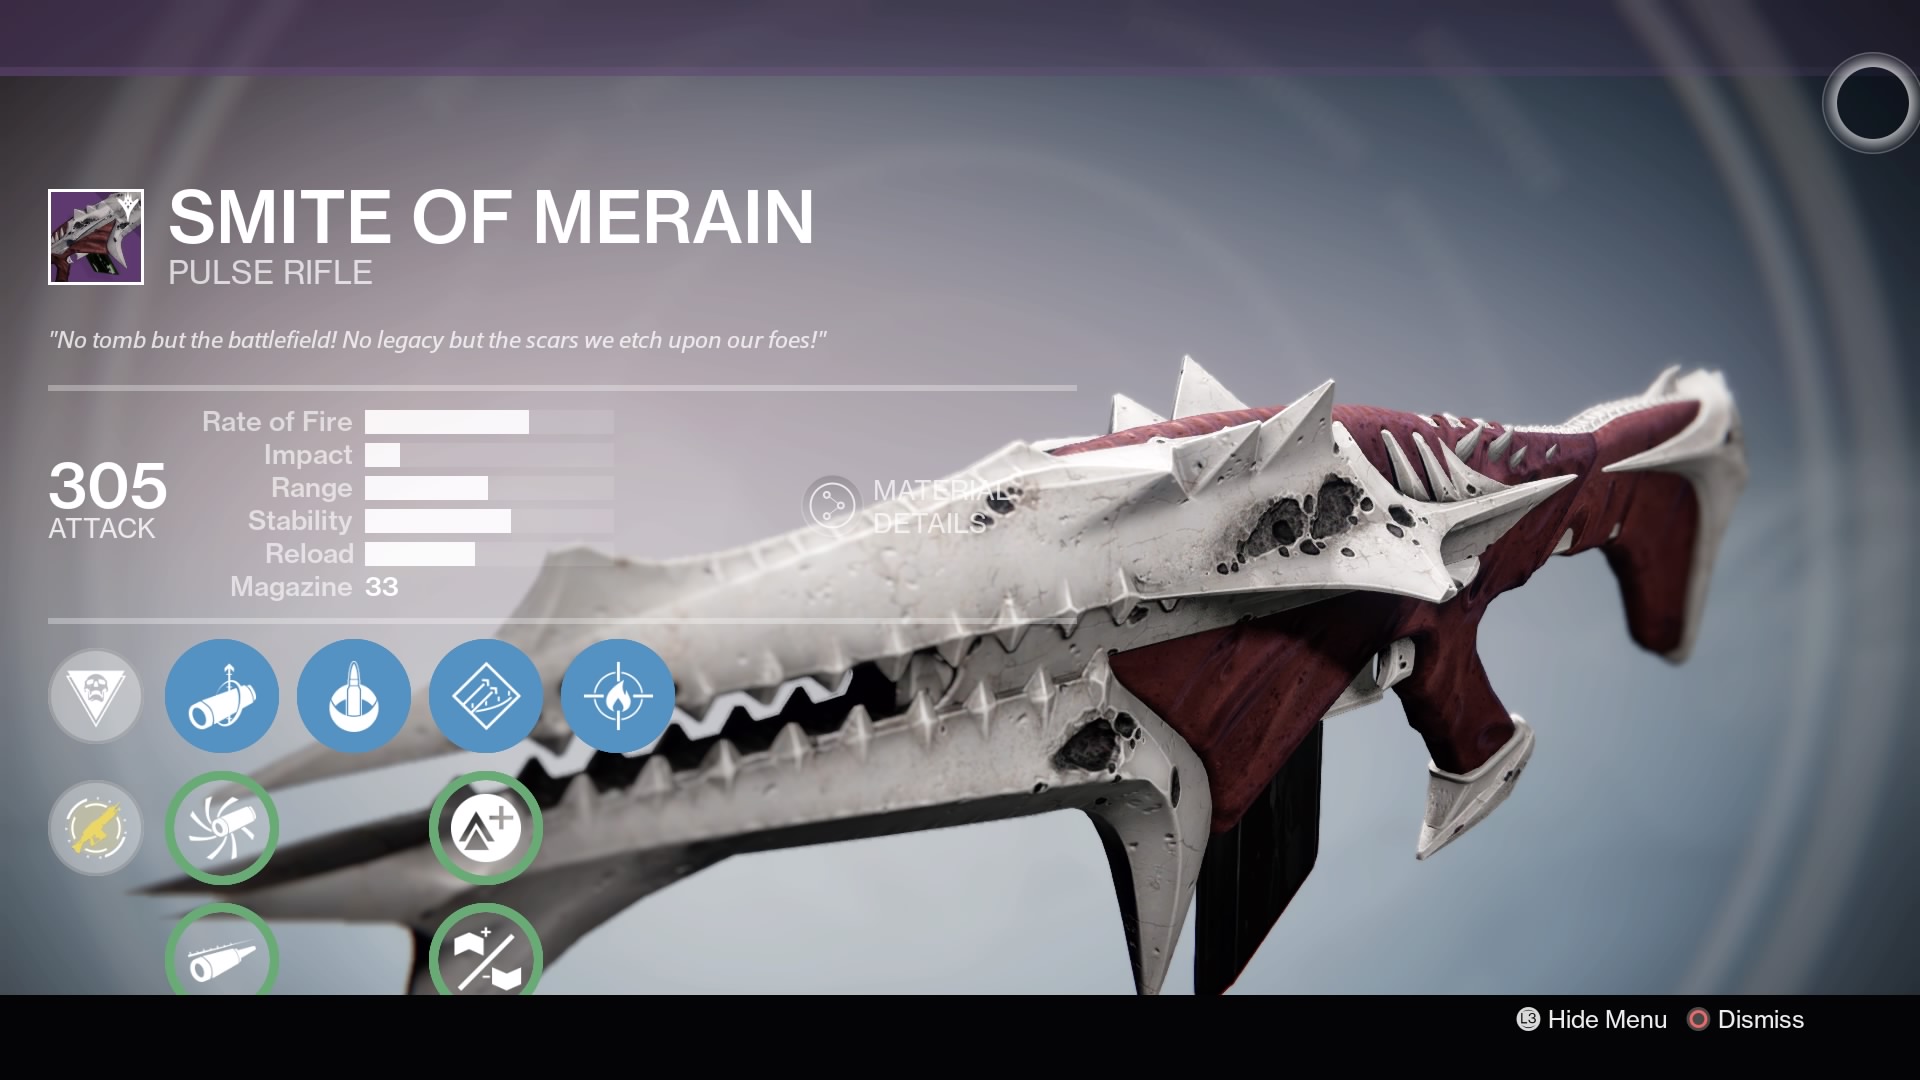 SMITE OF MERAIN
PULSE RIFLE
"No tomb but the battlefield! No legacy but the scars we etch upon our foes!"
305
ATTACK
Rate of Fire
Impact
Range
Stability
Reload
Magazine 33
MATERIAL
DETAILS
L3 Hide Menu
Dismiss